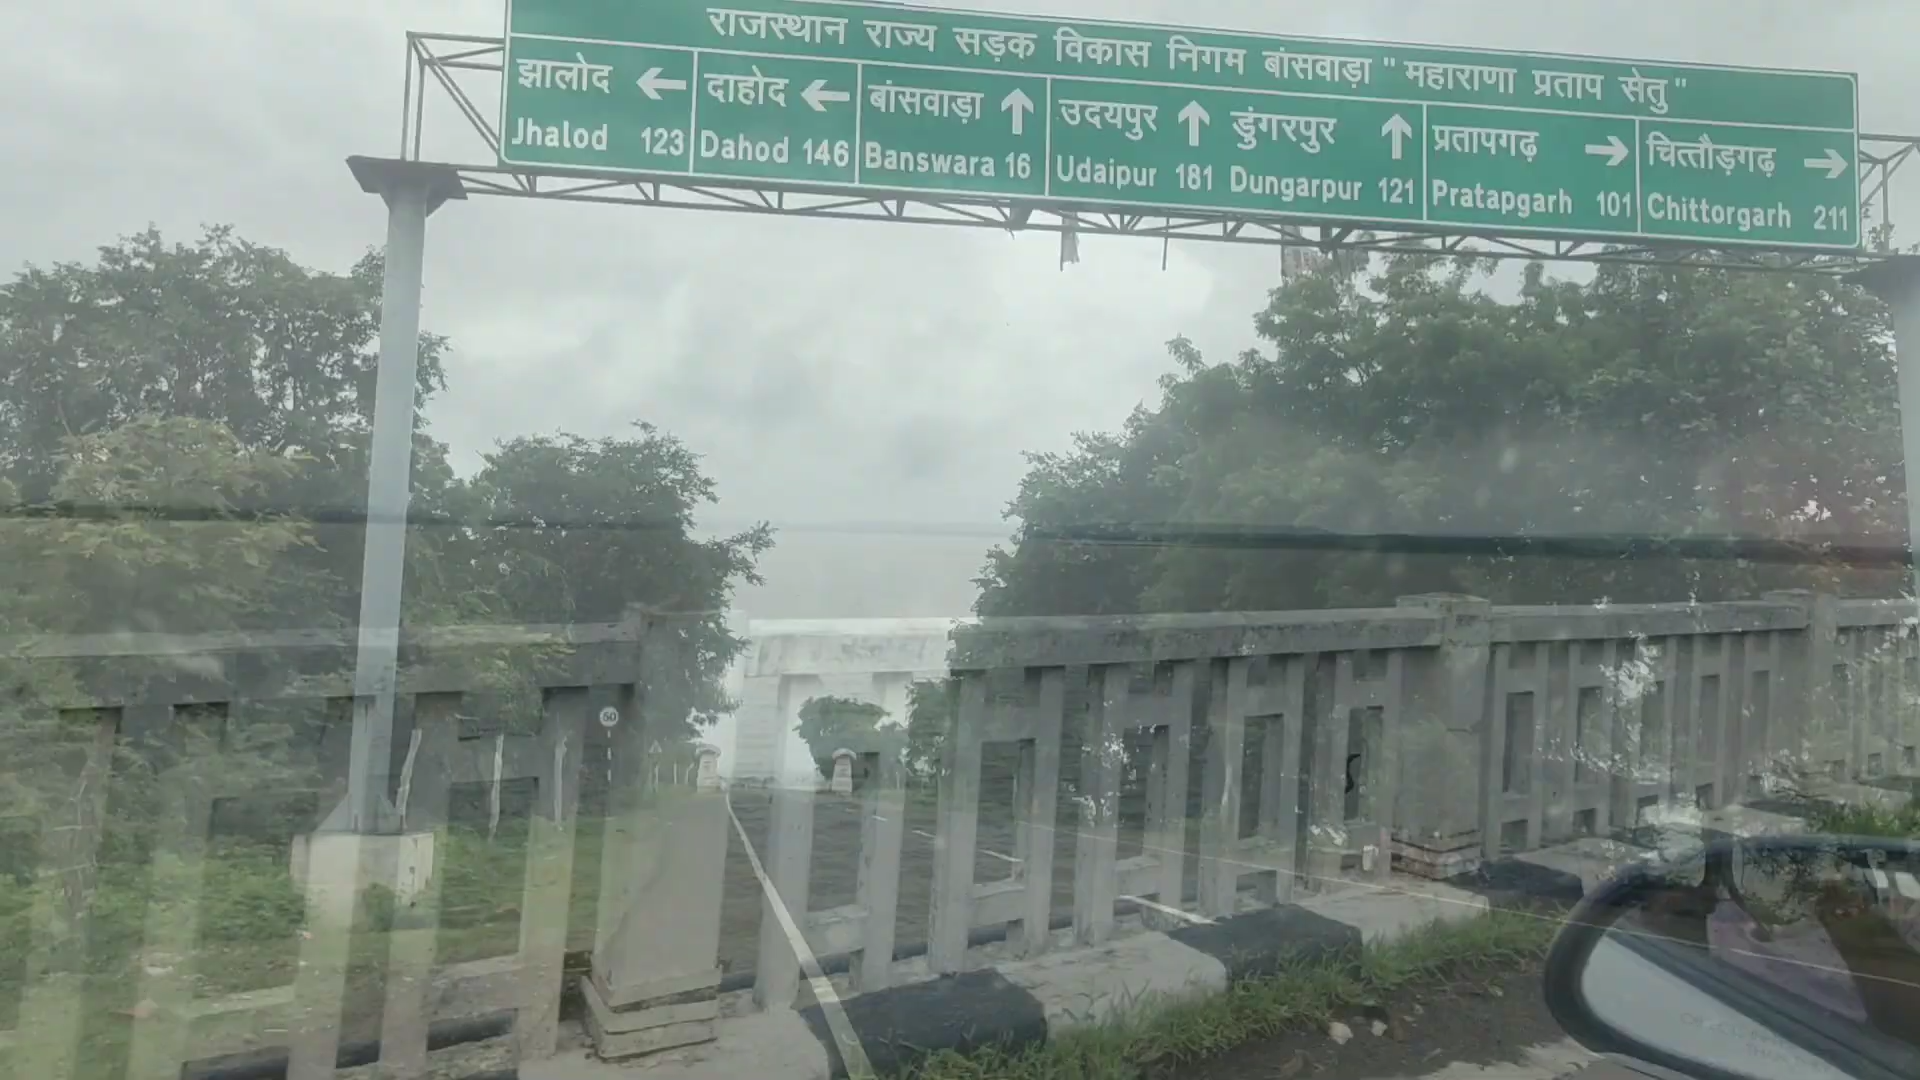 राजस्थान राज्य सड़क विकास निगम बांसवाड़ा "महाराणा प्रताप सेतु"
झालोद ←
Jhalod 123
दाहोद ←
Dahod 146
बांसवाड़ा ↑
Banswara 16
उदयपुर ↑
Udaipur 181
डुंगरपुर ↑
Dungarpur 121
प्रतापगढ़ →
Pratapgarh 101
चित्तौड़गढ़ →
Chittorgarh 211
50